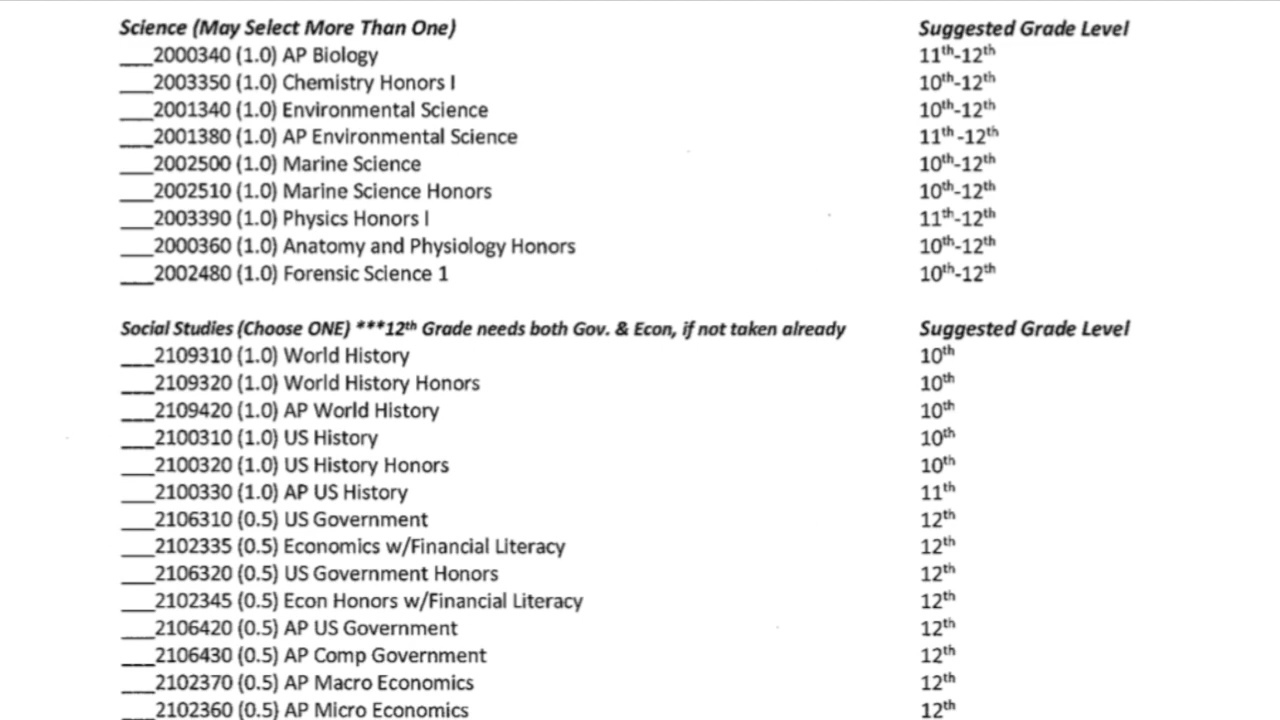 Science (May Select More Than One) Suggested Grade Level
___2000340 (1.0) AP Biology 11th-12th
___2003350 (1.0) Chemistry Honors I 10th-12th
___2001340 (1.0) Environmental Science 10th-12th
___2001380 (1.0) AP Environmental Science 11th-12th
___2002500 (1.0) Marine Science 10th-12th
___2002510 (1.0) Marine Science Honors 10th-12th
___2003390 (1.0) Physics Honors I 11th-12th
___2000360 (1.0) Anatomy and Physiology Honors 10th-12th
___2002480 (1.0) Forensic Science 1 10th-12th
Social Studies (Choose ONE) ***12th Grade needs both Gov. & Econ, if not taken already Suggested Grade Level
___2109310 (1.0) World History 10th
___2109320 (1.0) World History Honors 10th
___2109420 (1.0) AP World History 10th
___2100310 (1.0) US History 10th
___2100320 (1.0) US History Honors 10th
___2100330 (1.0) AP US History 11th
___2106310 (0.5) US Government 12th
___2102335 (0.5) Economics w/Financial Literacy 12th
___2106320 (0.5) US Government Honors 12th
___2102345 (0.5) Econ Honors w/Financial Literacy 12th
___2106420 (0.5) AP US Government 12th
___2106430 (0.5) AP Comp Government 12th
___2102370 (0.5) AP Macro Economics 12th
___2102360 (0.5) AP Micro Economics 12th